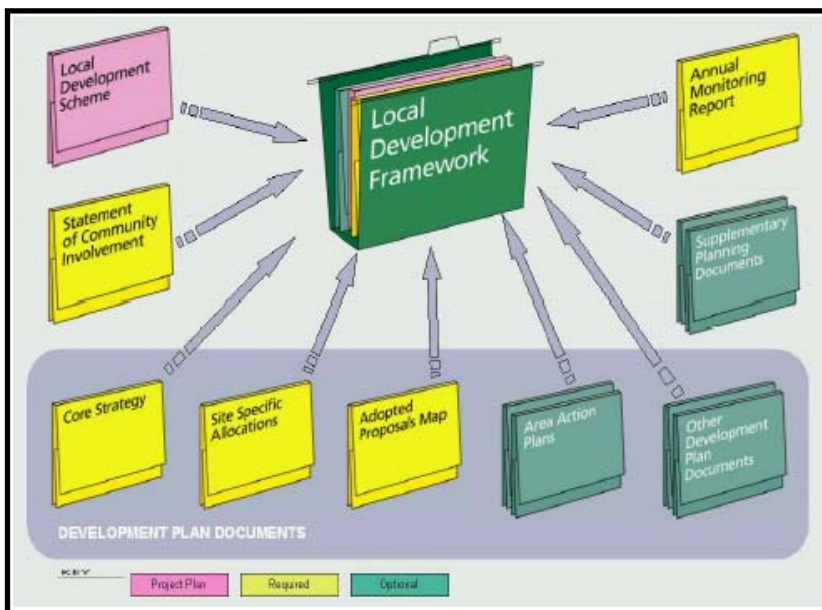 Local
Development
Scheme
Local
Development
Framework
Annual
Monitoring
Report
Statement
of Community
Involvement
Supplementary
Planning
Documents
Core Strategy
Site Specific
Allocations
Adopted
Proposals Map
Area Action
Plans
Other
Development
Plan
Documents
DEVELOPMENT PLAN DOCUMENTS
KEY
Project Plan
Required
Optional